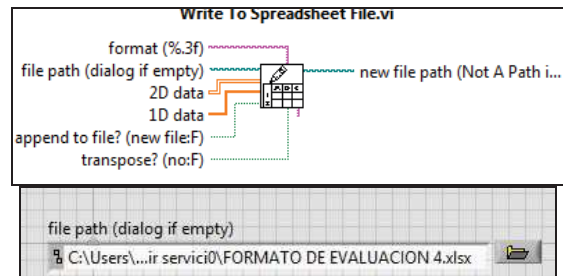 Write To Spreadsheet File.vi
format (%.3f)
file path (dialog if empty)
new file path (Not A Path i...
2D data
1D data
append to file? (new file:F)
transpose? (no:F)
file path (dialog if empty)
C:\Users\...ir servici0\FORMATO DE EVALUACION 4.xlsx